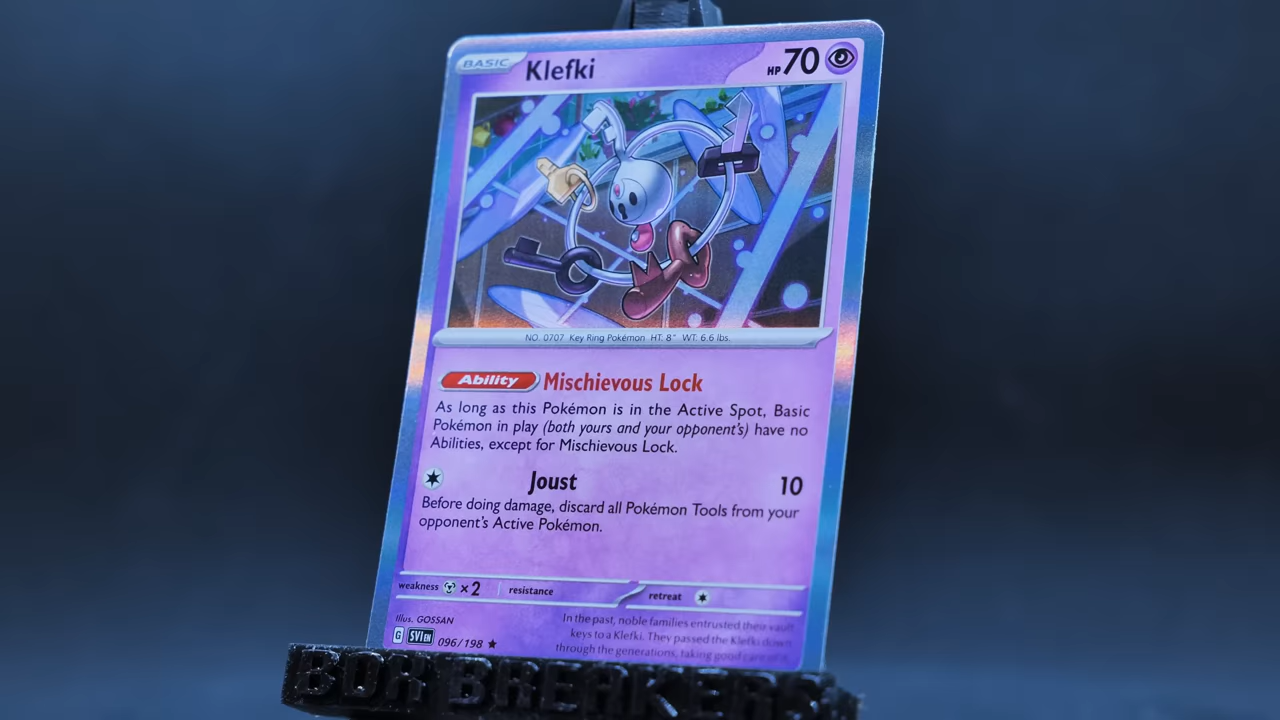 BASIC Klefki HP 70
NO. 0707 Key Ring Pokémon HT: 8" WT: 6.6 lbs.
Ability Mischievous Lock
As long as this Pokémon is in the Active Spot, Basic
Pokémon in play (both yours and your opponent's) have no
Abilities, except for Mischievous Lock.
Joust 10
Before doing damage, discard all Pokémon Tools from your
opponent's Active Pokémon.
weakness ×2 resistance retreat
Illus. GOSSAN
G SVI EN 096/198
In the past, noble families entrusted their vault
keys to a Klefki. They passed the Klefki down
through the generations, taking good care of it.
BOX BREAKERS